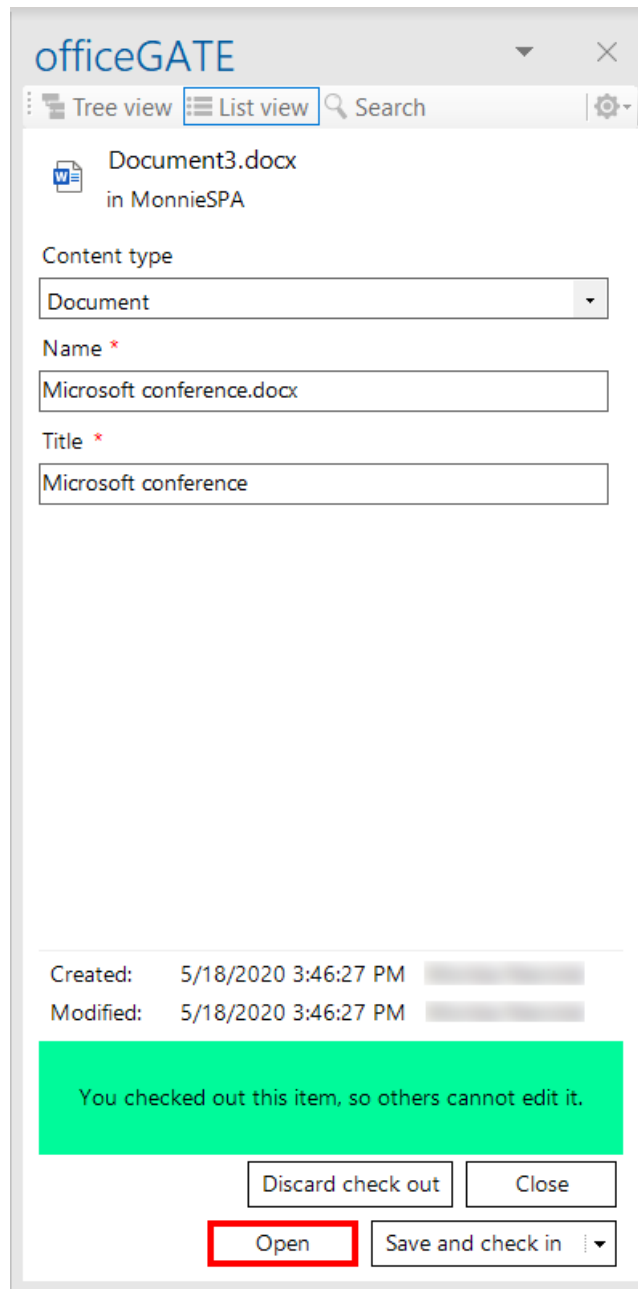 officeGATE
Tree view List view Search
Document3.docx
in MonnieSPA
Content type
Document
Name *
Microsoft conference.docx
Title *
Microsoft conference
Created: 5/18/2020 3:46:27 PM
Modified: 5/18/2020 3:46:27 PM
You checked out this item, so others cannot edit it.
Discard check out Close
Open Save and check in